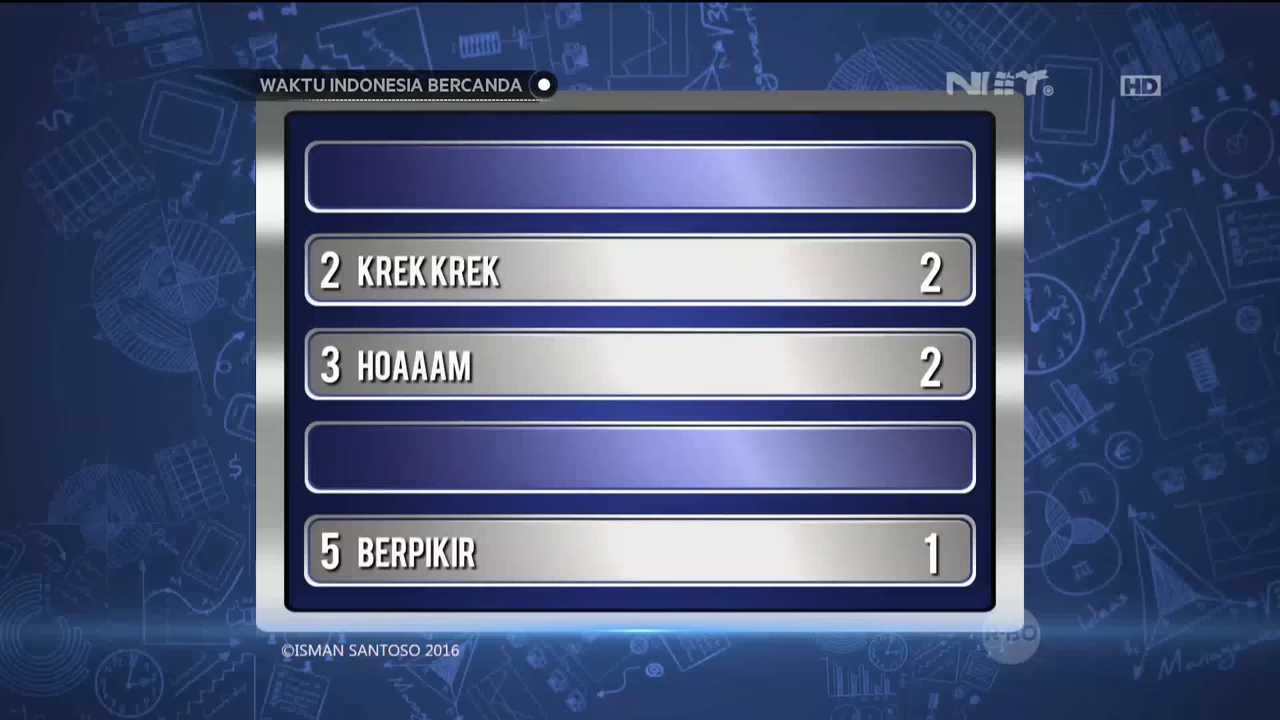 WAKTU INDONESIA BERCANDA
NET.
HD
2 KREK KREK 2
3 HOAAAM 2
5 BERPIKIR 1
©ISMAN SANTOSO 2016